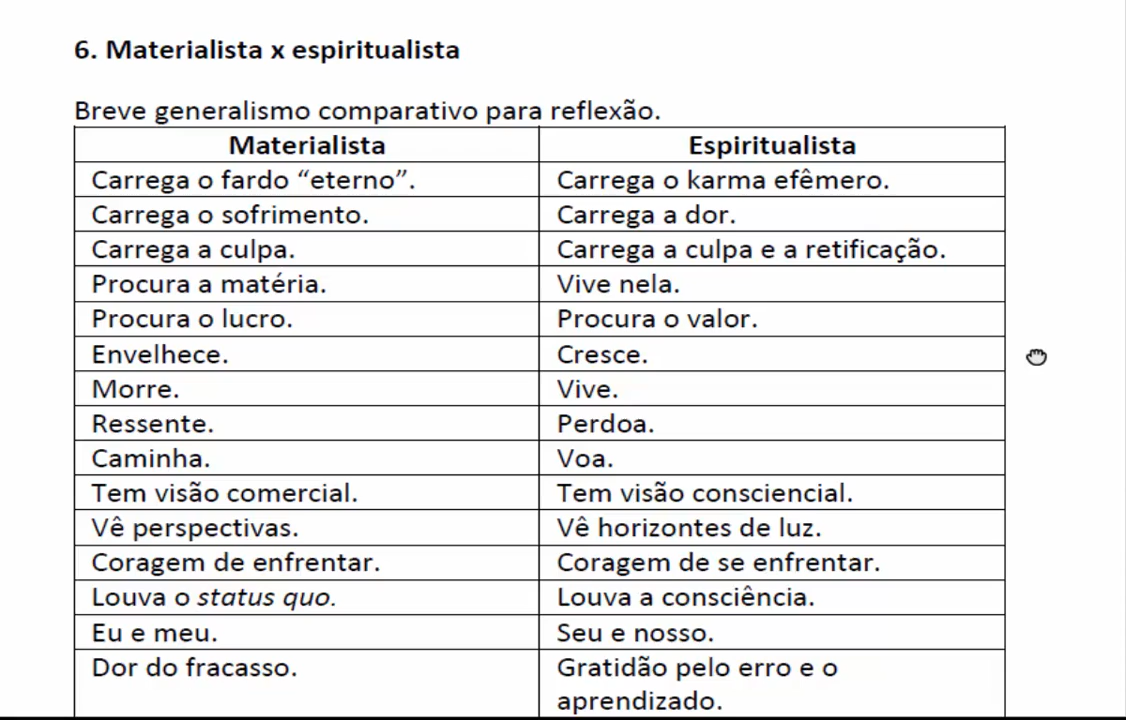 6. Materialista x espiritualista
Breve generalismo comparativo para reflexão.
Materialista Espiritualista
Carrega o fardo “eterno”. Carrega o karma efêmero.
Carrega o sofrimento. Carrega a dor.
Carrega a culpa. Carrega a culpa e a retificação.
Procura a matéria. Vive nela.
Procura o lucro. Procura o valor.
Envelhece. Cresce.
Morre. Vive.
Ressente. Perdoa.
Caminha. Voa.
Tem visão comercial. Tem visão consciencial.
Vê perspectivas. Vê horizontes de luz.
Coragem de enfrentar. Coragem de se enfrentar.
Louva o status quo. Louva a consciência.
Eu e meu. Seu e nosso.
Dor do fracasso. Gratidão pelo erro e o
aprendizado.